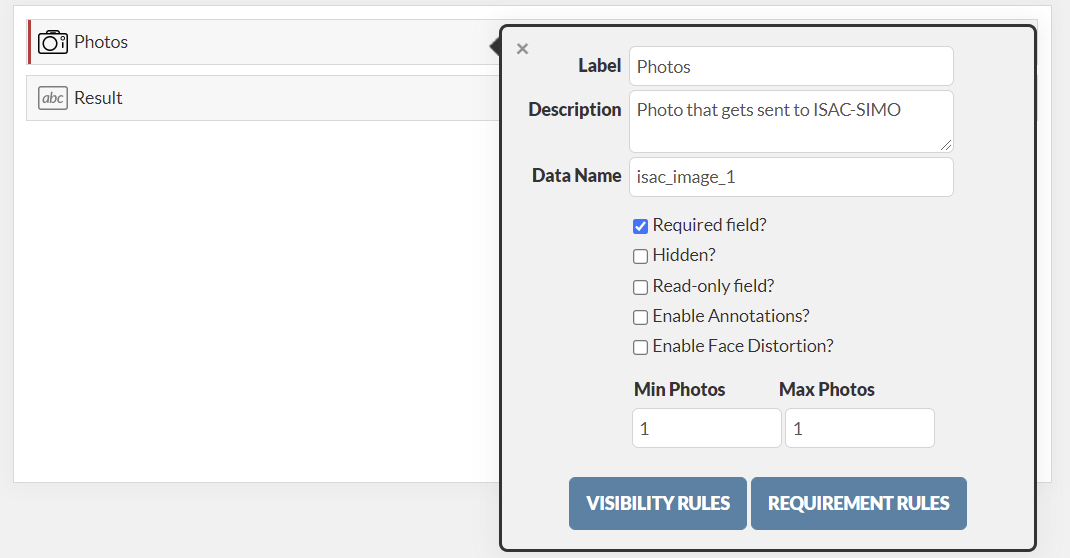 Photos
abc Result
×
Label Photos
Description Photo that gets sent to ISAC-SIMO
Data Name isac_image_1
Required field?
Hidden?
Read-only field?
Enable Annotations?
Enable Face Distortion?
Min Photos Max Photos
1 1
VISIBILITY RULES REQUIREMENT RULES